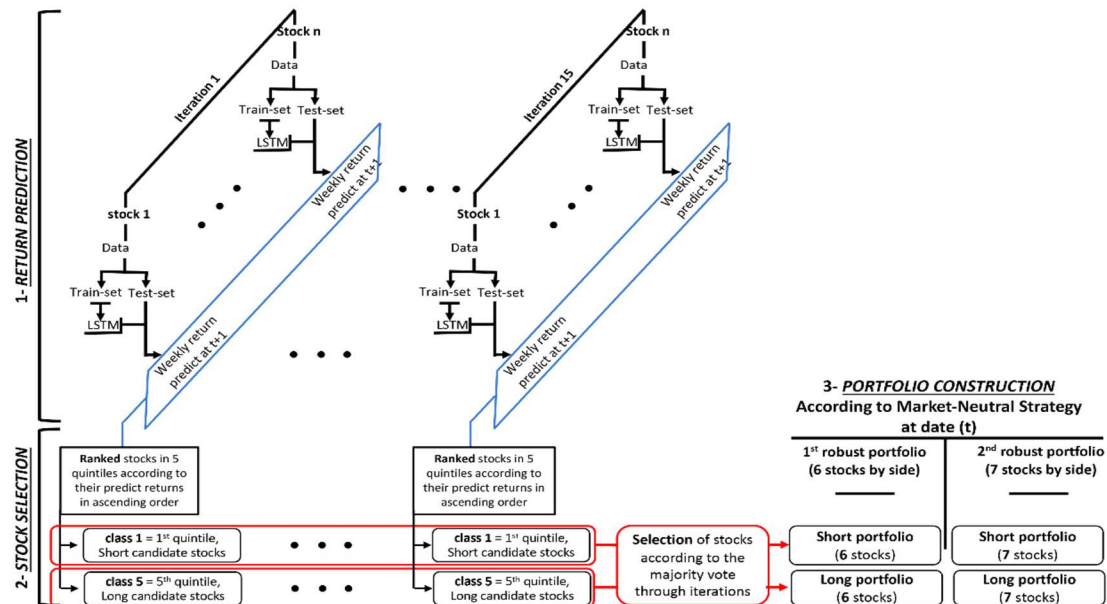 1- RETURN PREDICTION
Iteration 1
Stock n
Data
Train-set Test-set
LSTM
Weekly return
predict at t+1
stock 1
Data
Train-set Test-set
LSTM
Weekly return
predict at t+1
Iteration 15
Stock n
Data
Train-set Test-set
LSTM
Weekly return
predict at t+1
Stock 1
Data
Train-set Test-set
LSTM
Weekly return
predict at t+1
2- STOCK SELECTION
Ranked stocks in 5
quintiles according to
their predict returns
in ascending order
Ranked stocks in 5
quintiles according to
their predict returns
in ascending order
class 1 = 1st quintile,
Short candidate stocks
class 1 = 1st quintile,
Short candidate stocks
class 5 = 5th quintile,
Long candidate stocks
class 5 = 5th quintile,
Long candidate stocks
Selection of stocks
according to the
majority vote
through iterations
3- PORTFOLIO CONSTRUCTION
According to Market-Neutral Strategy
at date (t)
1st robust portfolio
(6 stocks by side)
2nd robust portfolio
(7 stocks by side)
Short portfolio
(6 stocks)
Short portfolio
(7 stocks)
Long portfolio
(6 stocks)
Long portfolio
(7 stocks)